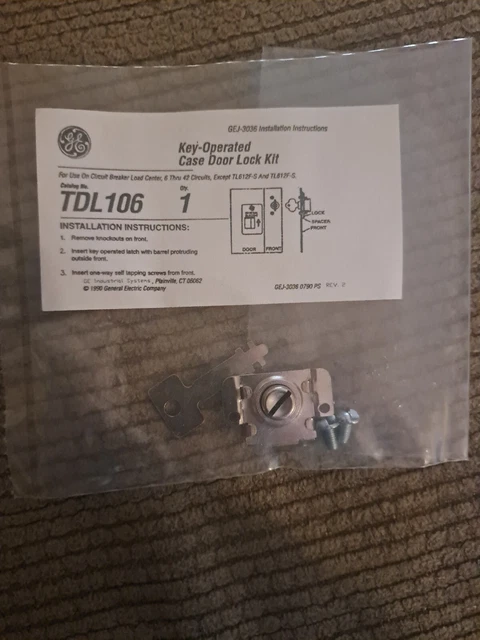 GEJ-3036 Installation Instructions
GE
Key-Operated
Case Door Lock Kit
For Use On Circuit Breaker Load Center, 6 Thru 42 Circuits, Except TL612F-S And TL812F-S.
Catalog No.
Qty.
TDL106
1
INSTALLATION INSTRUCTIONS:
1. Remove knockouts on front.
2. Insert key operated latch with barrel protruding
outside front.
3. Insert one-way self tapping screws from front.
GE Industrial Systems, Plainville, CT 06062
© 1996 General Electric Company
LOCK
SPACER
FRONT
DOOR
FRONT
GEJ-3036 0790 PS REV. 2